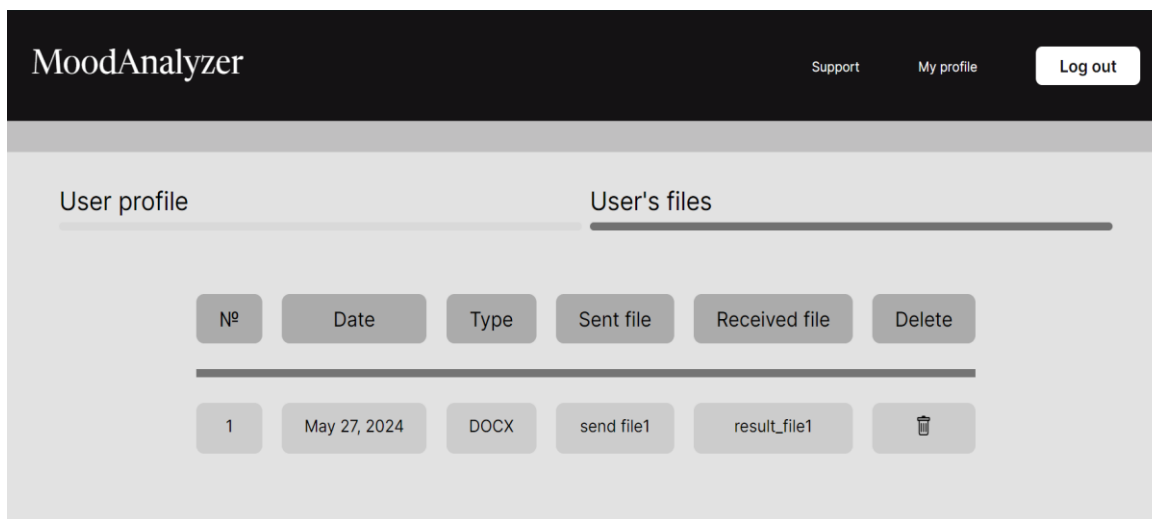 MoodAnalyzer Support My profile Log out
User profile User's files
№ Date Type Sent file Received file Delete
1 May 27, 2024 DOCX send file1 result_file1